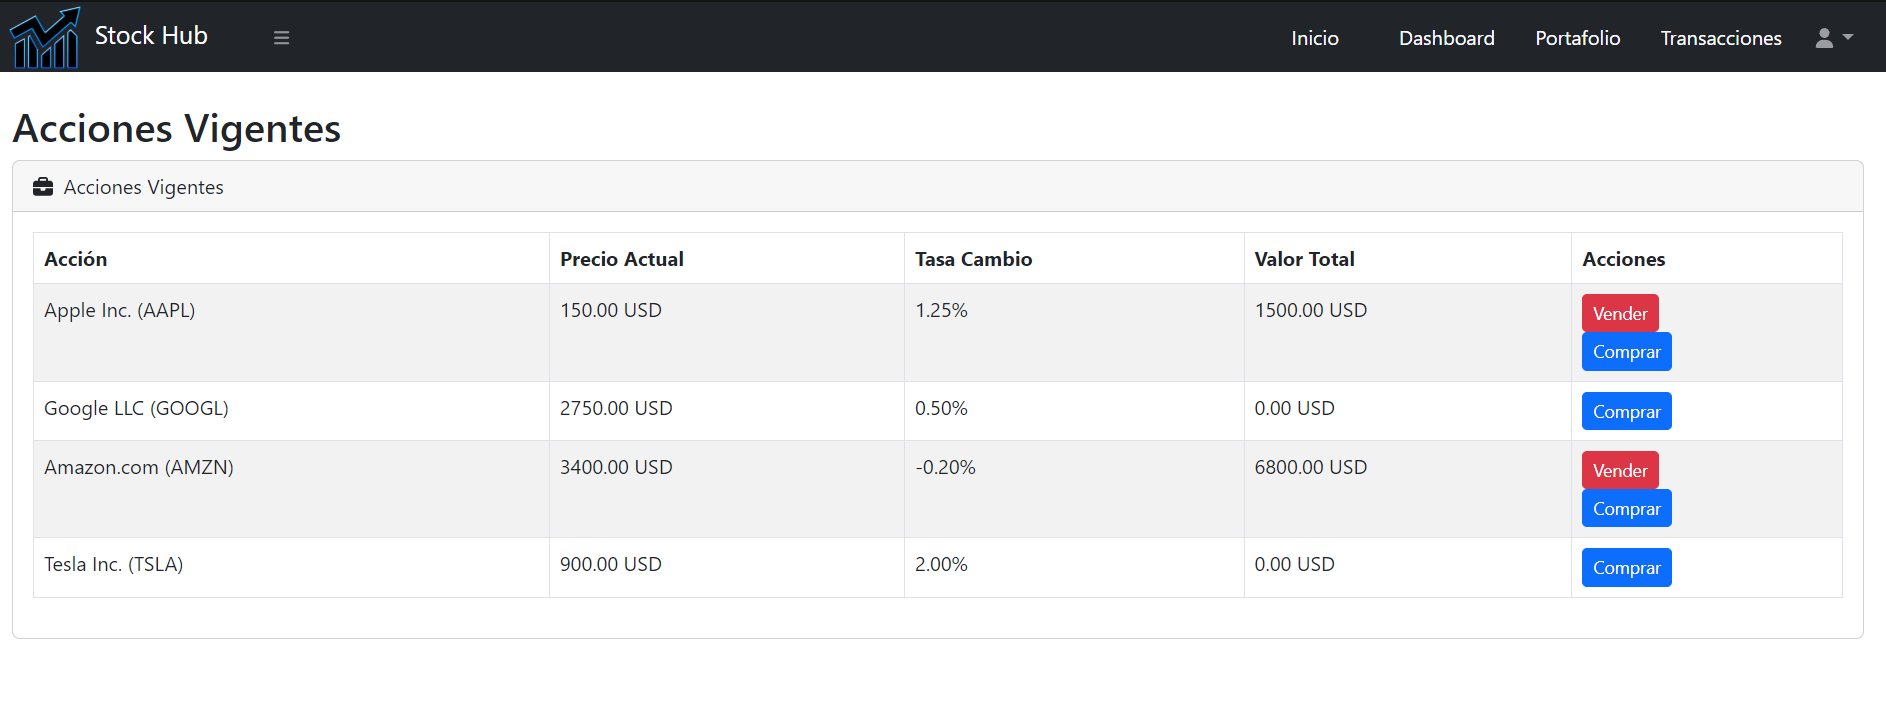 Stock Hub Inicio Dashboard Portafolio Transacciones
Acciones Vigentes
Acciones Vigentes
Acción Precio Actual Tasa Cambio Valor Total Acciones
Apple Inc. (AAPL) 150.00 USD 1.25% 1500.00 USD Vender
Comprar
Google LLC (GOOGL) 2750.00 USD 0.50% 0.00 USD Comprar
Amazon.com (AMZN) 3400.00 USD -0.20% 6800.00 USD Vender
Comprar
Tesla Inc. (TSLA) 900.00 USD 2.00% 0.00 USD Comprar